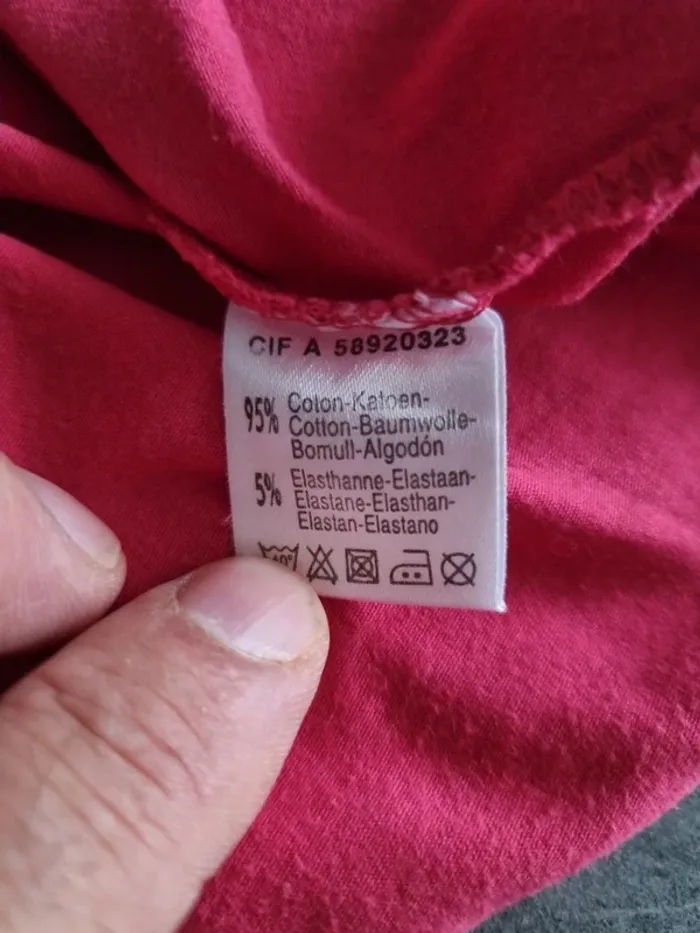 CIF A 58920323
95% Coton-Katoen-
Cotton-Baumwolle-
Bomull-Algodón
5% Elasthanne-Elastaan-
Elastane-Elasthan-
Elastan-Elastano